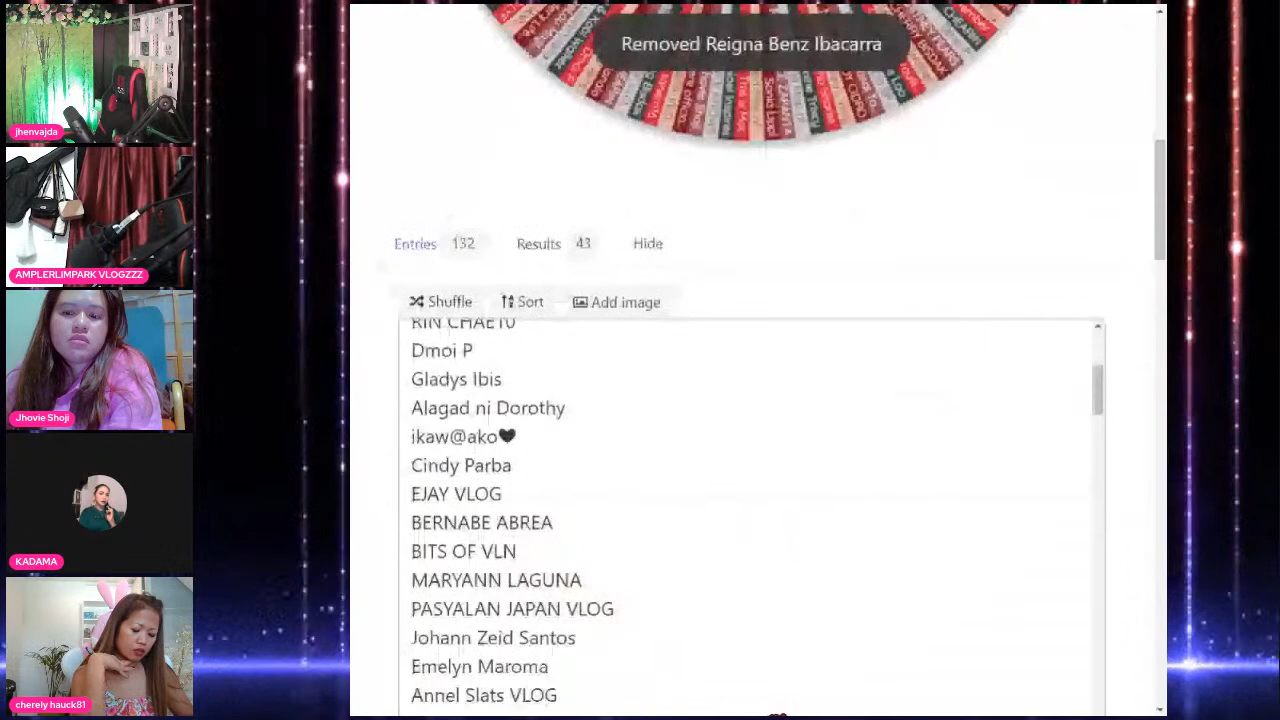 Removed Reigna Benz Ibacarra
Entries 132 Results 43 Hide
Shuffle Sort Add image
RIN CHAE10
Dmoi P
Gladys Ibis
Alagad ni Dorothy
ikaw@ako🖤
Cindy Parba
EJAY VLOG
BERNABE ABREA
BITS OF VLN
MARYANN LAGUNA
PASYALAN JAPAN VLOG
Johann Zeid Santos
Emelyn Maroma
Annel Slats VLOG
jhenvajda
AMPLERLIMPARK VLOGZZZ
Jhovie Shoji
KADAMA
cherely hauck81